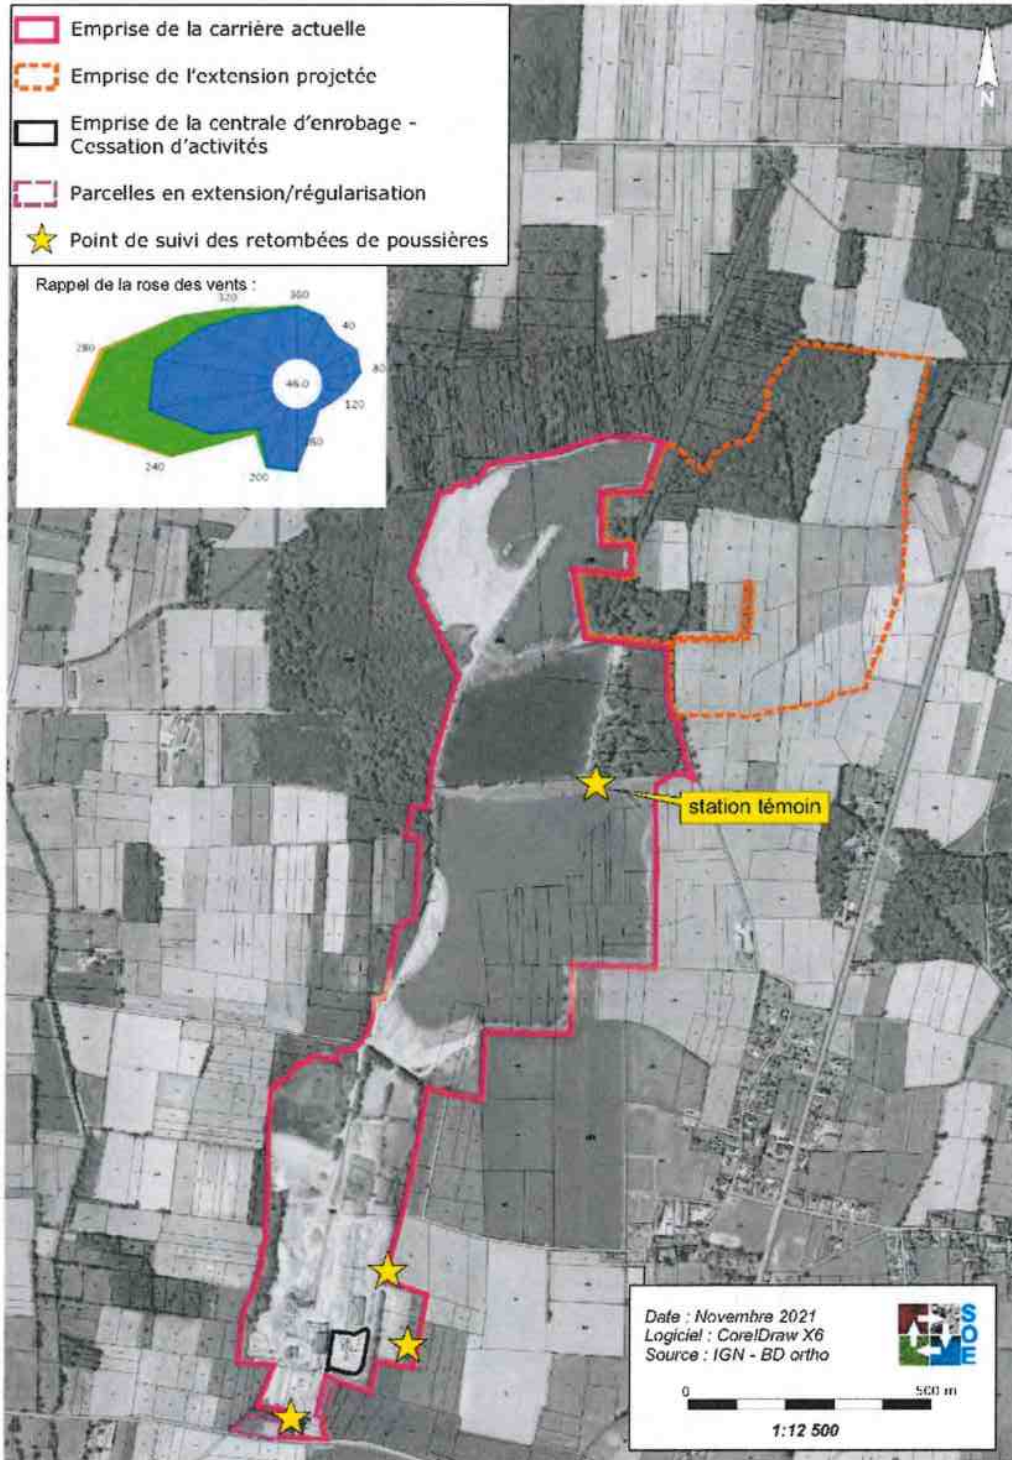 Emprise de la carrière actuelle
Emprise de l'extension projetée
Emprise de la centrale d'enrobage -
Cessation d'activités
Parcelles en extension/régularisation
Point de suivi des retombées de poussières
N
Rappel de la rose des vents :
320
360
40
280
80
46.0
120
240
200
station témoin
Date : Novembre 2021
Logiciel : CorelDraw X6
Source : IGN - BD ortho
SOE
0
500 m
1:12 500